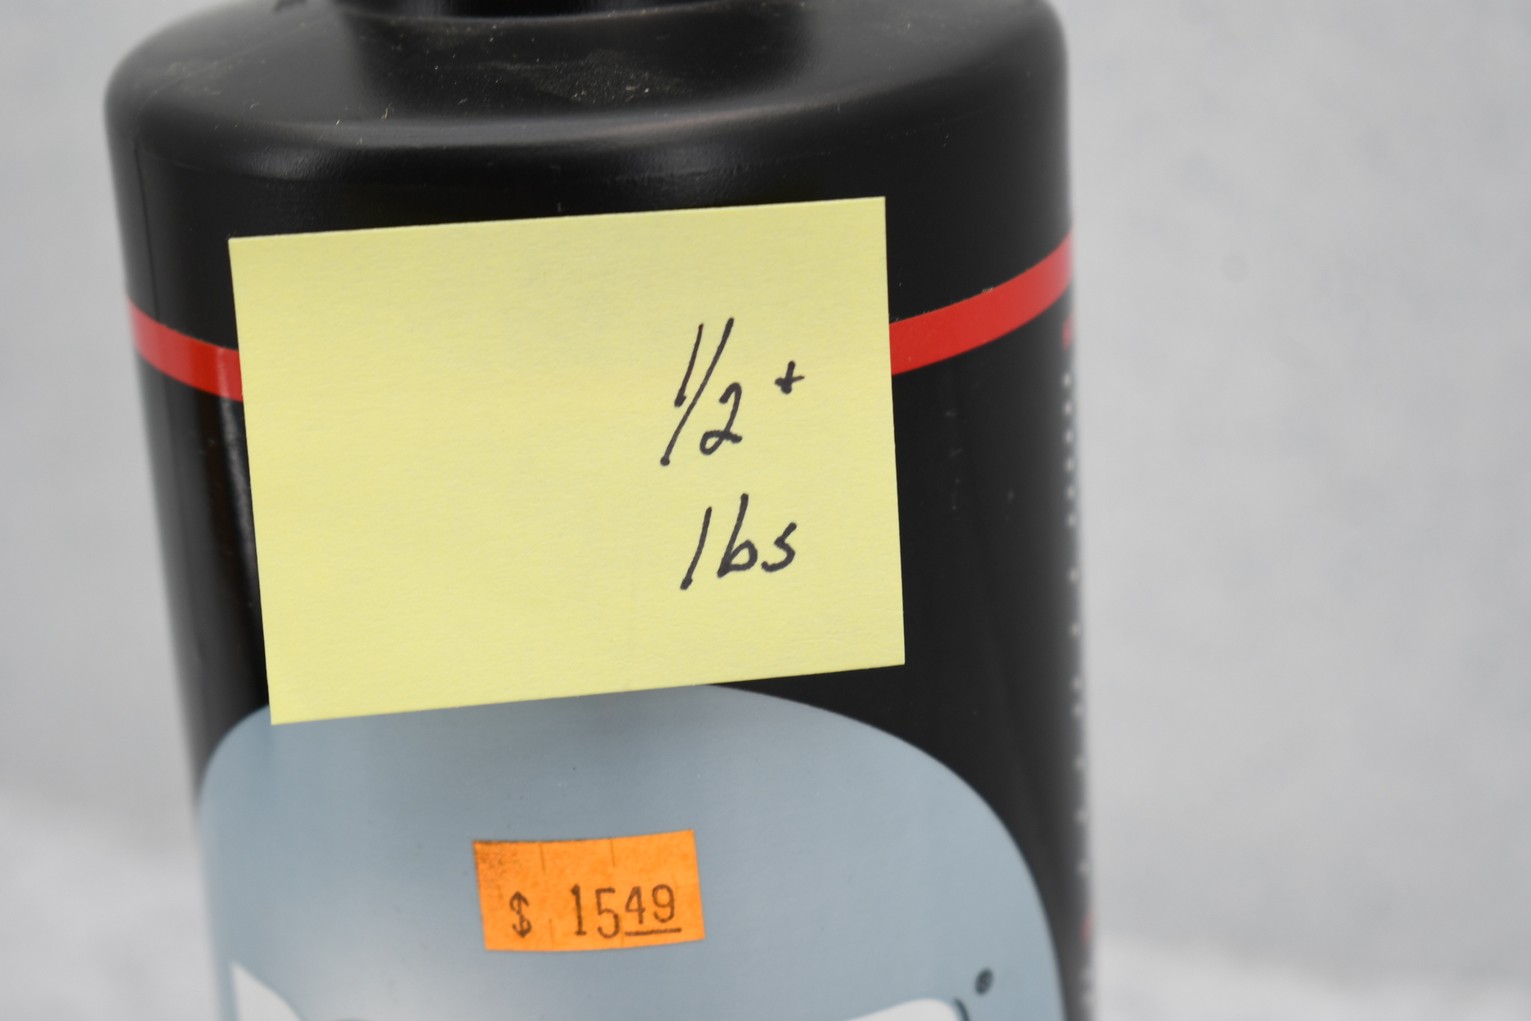 1/2 +
lbs
$ 1549
®